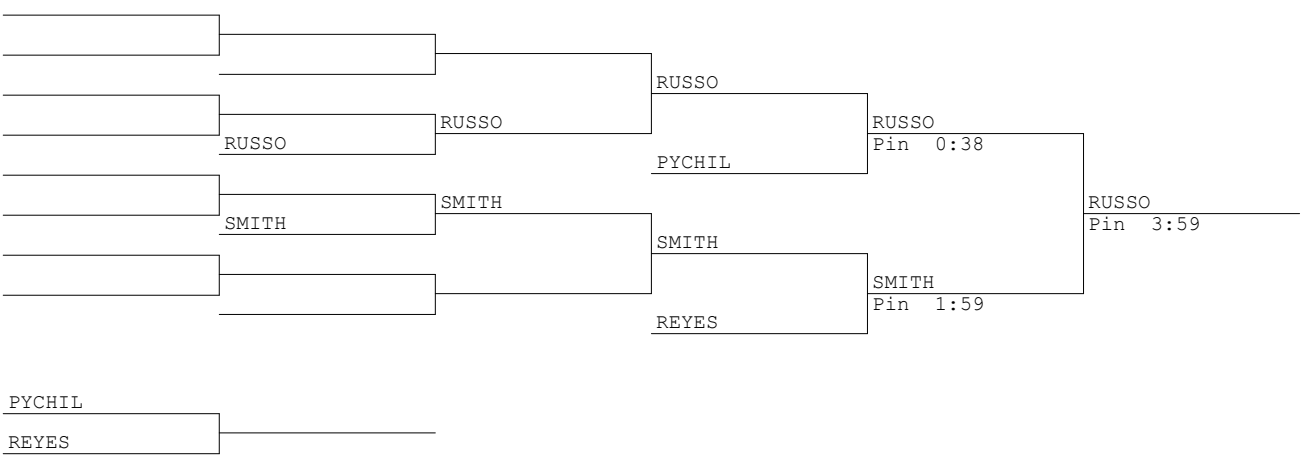 RUSSO
RUSSO
RUSSO
RUSSO
Pin 0:38
PYCHIL
SMITH
SMITH
RUSSO
Pin 3:59
SMITH
SMITH
Pin 1:59
REYES
PYCHIL
REYES